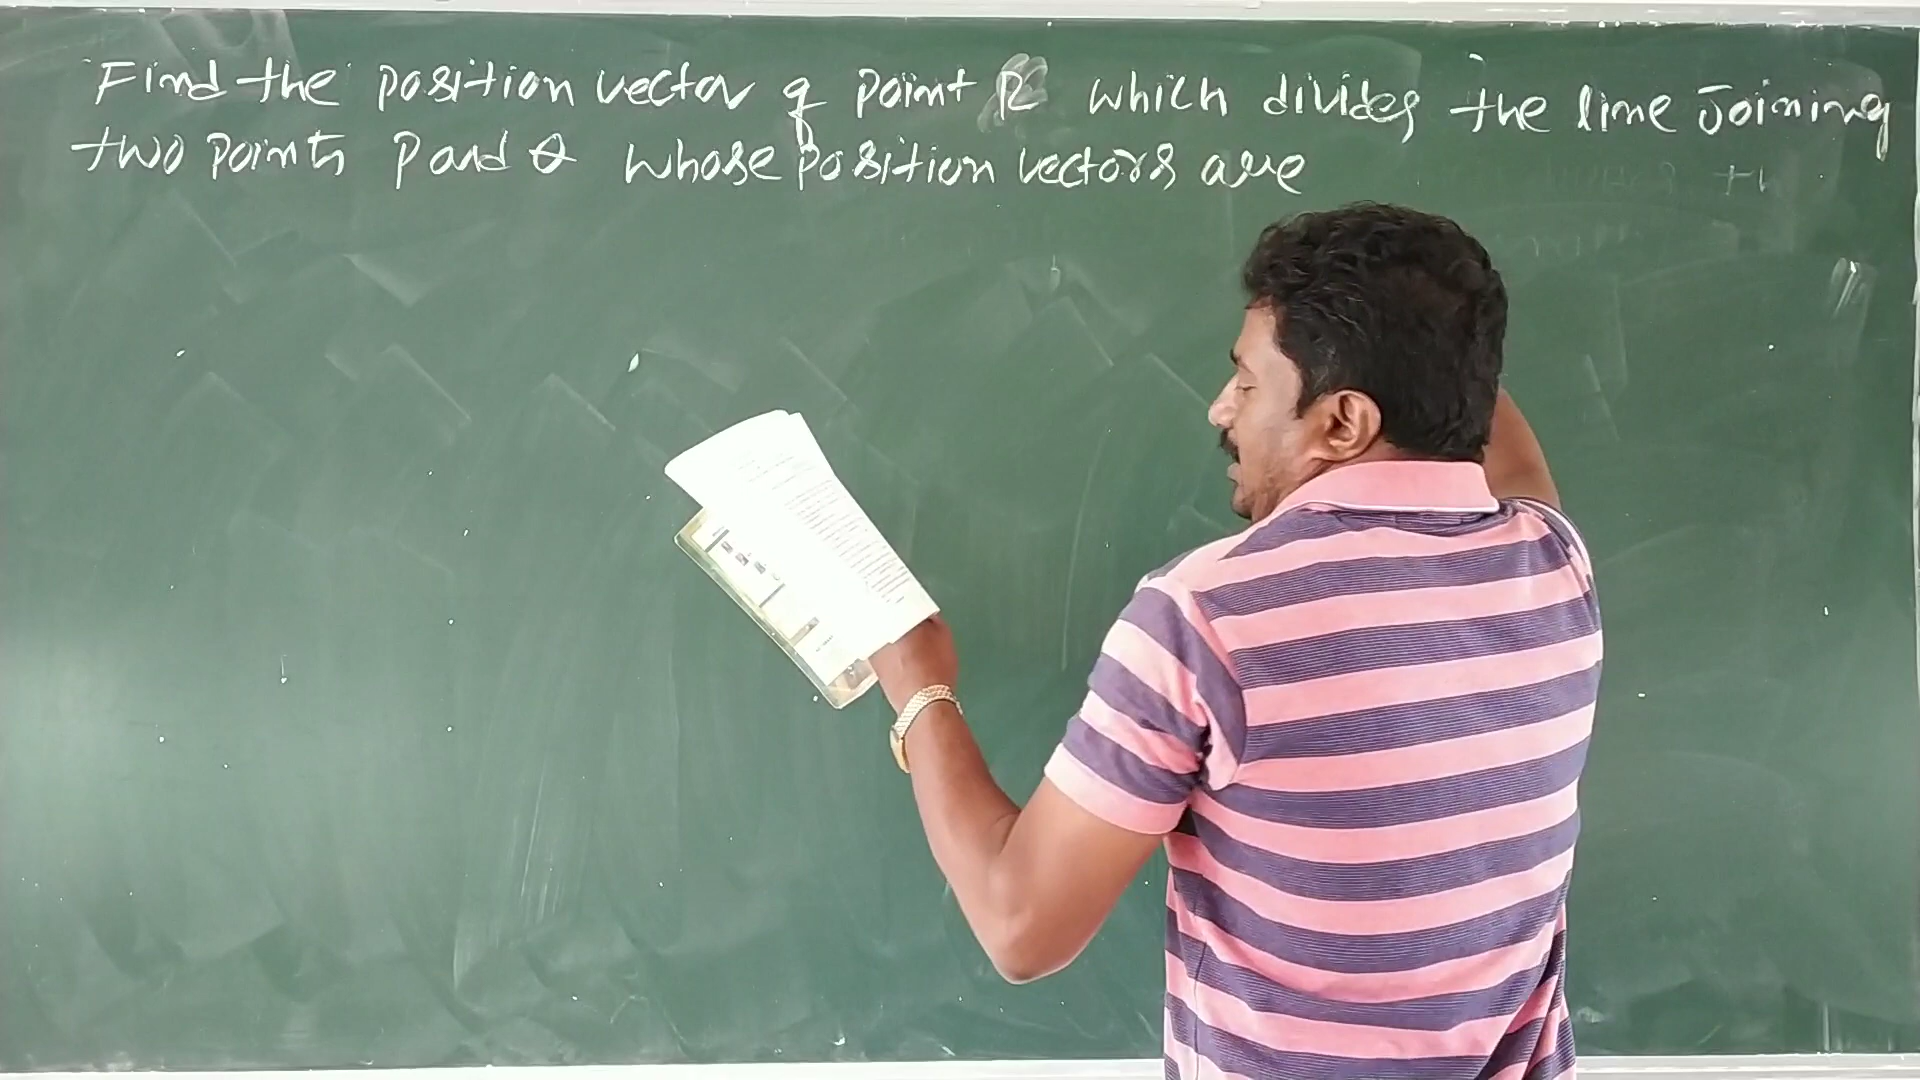 Find the position vector of point R which divides the line Joining
two points P and Q whose position vectors are